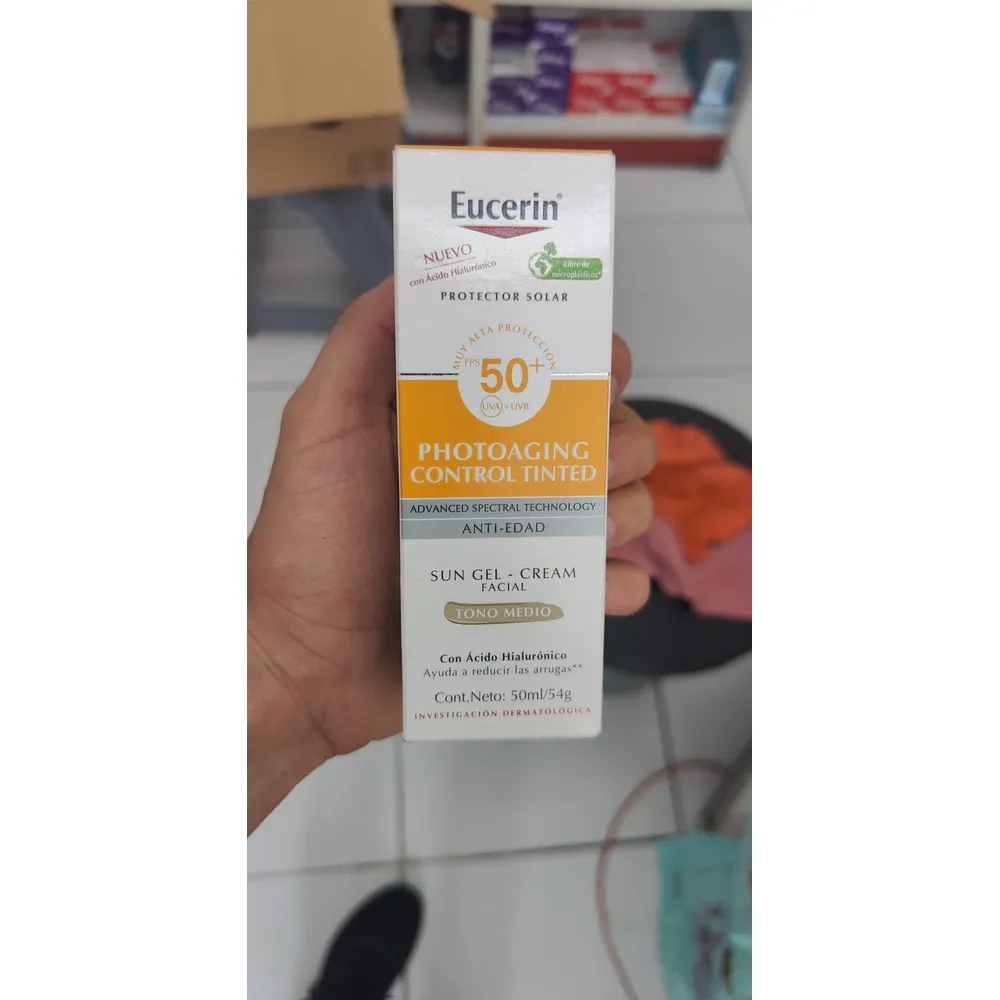 Eucerin®
NUEVO
con Ácido Hialurónico
Libre de
microplásticos*
PROTECTOR SOLAR
MUY ALTA PROTECCIÓN
FPS 50+
UVA + UVB
PHOTOAGING
CONTROL TINTED
ADVANCED SPECTRAL TECHNOLOGY
ANTI-EDAD
SUN GEL - CREAM
FACIAL
TONO MEDIO
Con Ácido Hialurónico
Ayuda a reducir las arrugas**
Cont.Neto: 50ml/54g
INVESTIGACIÓN DERMATOLÓGICA